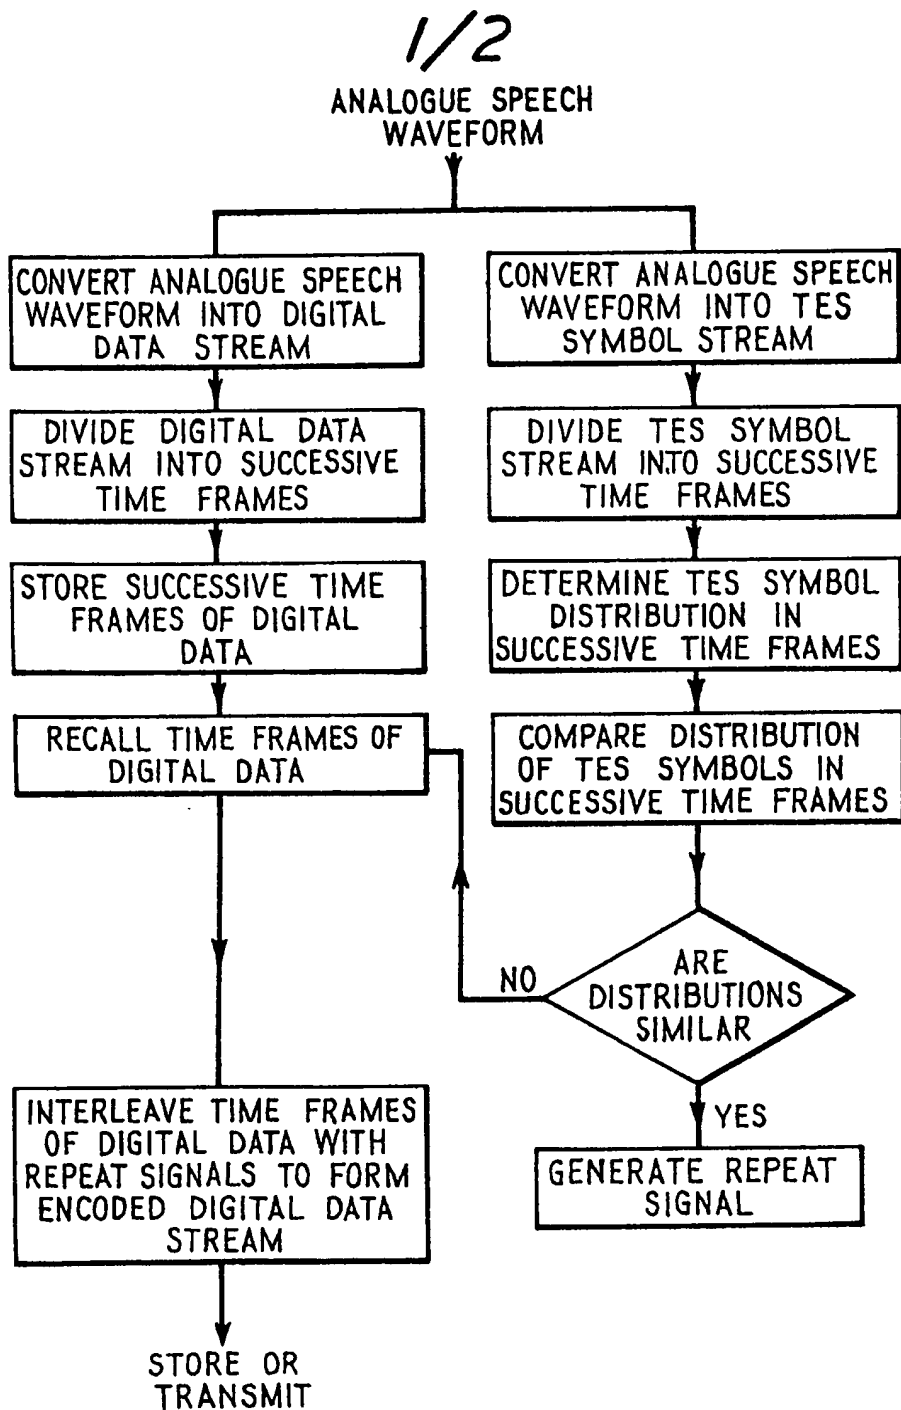 1/2
ANALOGUE SPEECH
WAVEFORM
CONVERT ANALOGUE SPEECH
WAVEFORM INTO DIGITAL
DATA STREAM
DIVIDE DIGITAL DATA
STREAM INTO SUCCESSIVE
TIME FRAMES
STORE SUCCESSIVE TIME
FRAMES OF DIGITAL
DATA
RECALL TIME FRAMES OF
DIGITAL DATA
CONVERT ANALOGUE SPEECH
WAVEFORM INTO TES
SYMBOL STREAM
DIVIDE TES SYMBOL
STREAM INTO SUCCESSIVE
TIME FRAMES
DETERMINE TES SYMBOL
DISTRIBUTION IN
SUCCESSIVE TIME FRAMES
COMPARE DISTRIBUTION
OF TES SYMBOLS IN
SUCCESSIVE TIME FRAMES
ARE
DISTRIBUTIONS
SIMILAR
NO
YES
GENERATE REPEAT
SIGNAL
INTERLEAVE TIME FRAMES
OF DIGITAL DATA WITH
REPEAT SIGNALS TO FORM
ENCODED DIGITAL DATA
STREAM
STORE OR
TRANSMIT